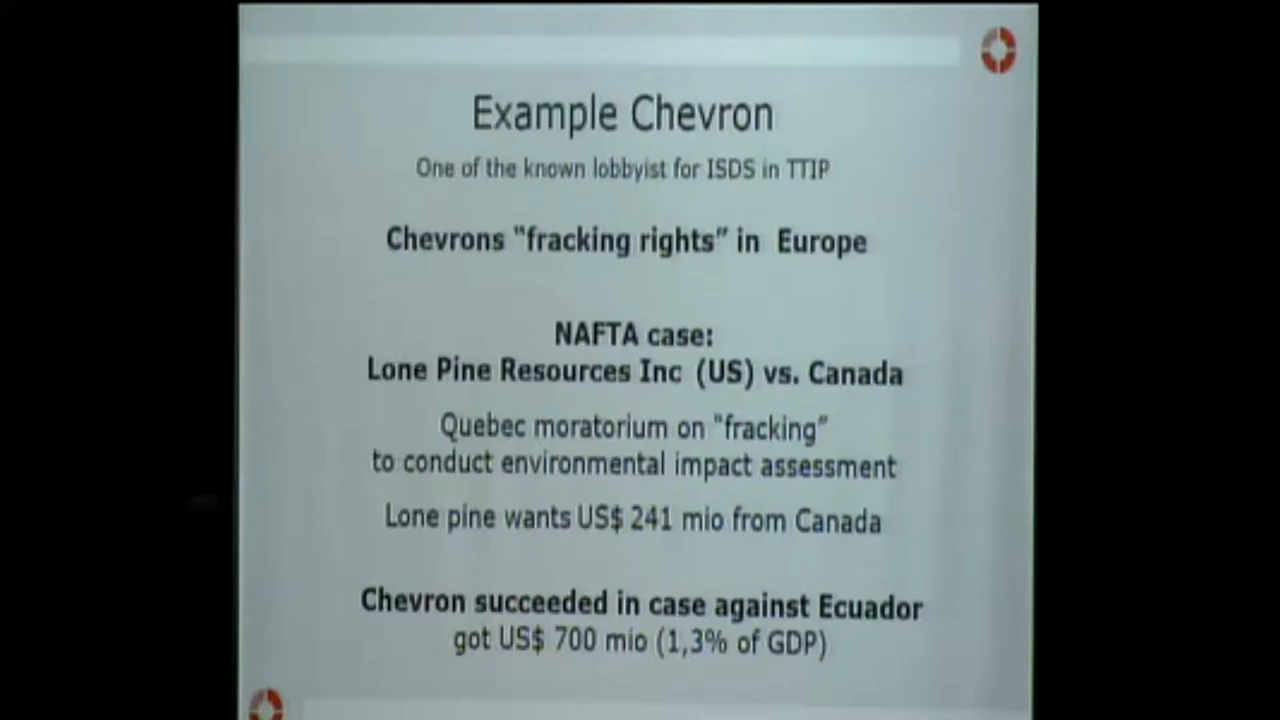 Example Chevron
One of the known lobbyist for ISDS in TTIP
Chevrons "fracking rights" in Europe
NAFTA case:
Lone Pine Resources Inc (US) vs. Canada
Quebec moratorium on "fracking"
to conduct environmental impact assessment
Lone pine wants US$ 241 mio from Canada
Chevron succeeded in case against Ecuador
got US$ 700 mio (1,3% of GDP)